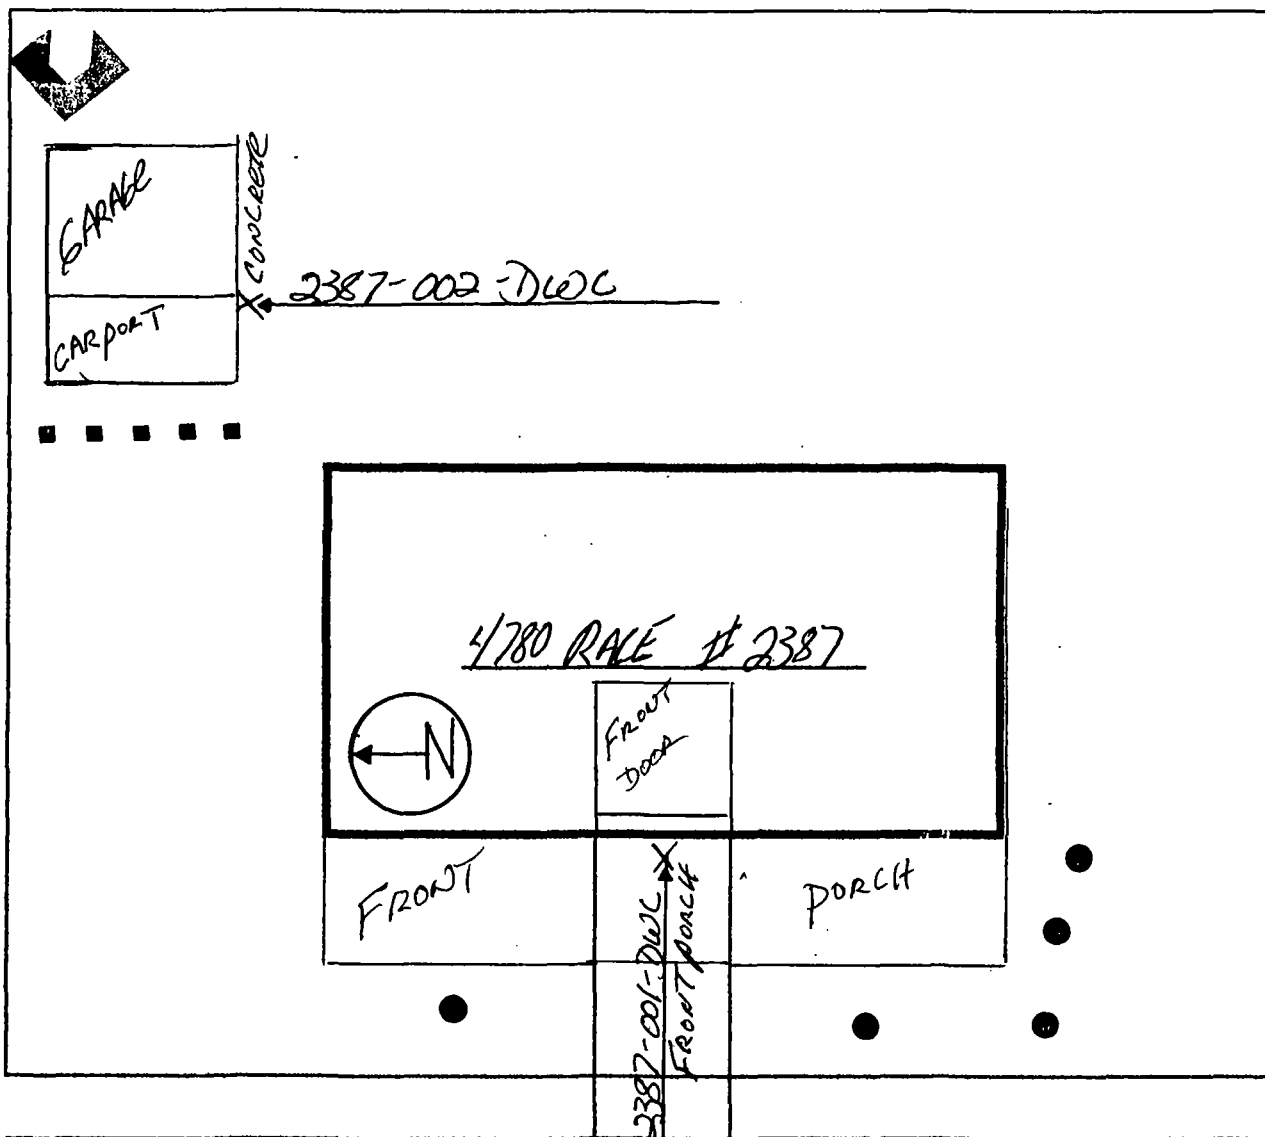 GARAGE
CONCRETE
2387-002-DWC
CARPORT
4780 RACE # 2387
FRONT
DOOR
N
FRONT
PORCH
2387-001-DWC
FRONT PORCH